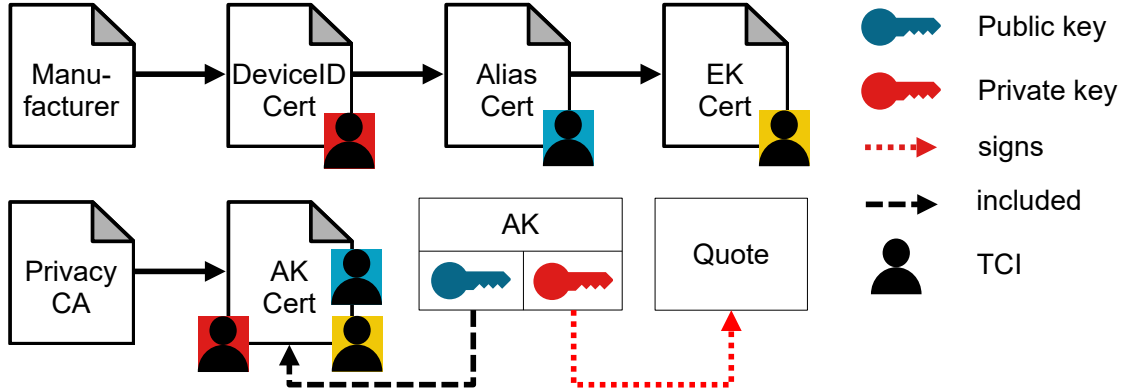 Manu-
facturer
DeviceID
Cert
Alias
Cert
EK
Cert
Privacy
CA
AK
Cert
AK
Quote
Public key
Private key
signs
included
TCI